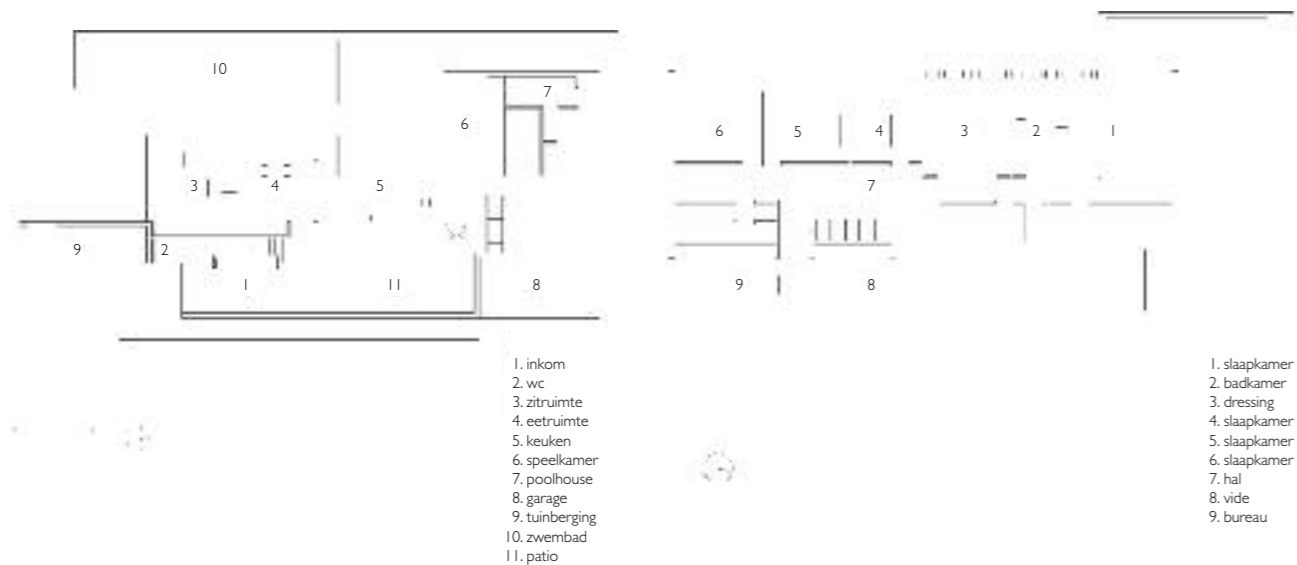 10
7
6
3
4
5
9
2
1
11
8
1. inkom
2. wc
3. zitruimte
4. eetruimte
5. keuken
6. speelkamer
7. poolhouse
8. garage
9. tuinberging
10. zwembad
11. patio
6
5
4
3
2
1
7
9
8
1. slaapkamer
2. badkamer
3. dressing
4. slaapkamer
5. slaapkamer
6. slaapkamer
7. hal
8. vide
9. bureau